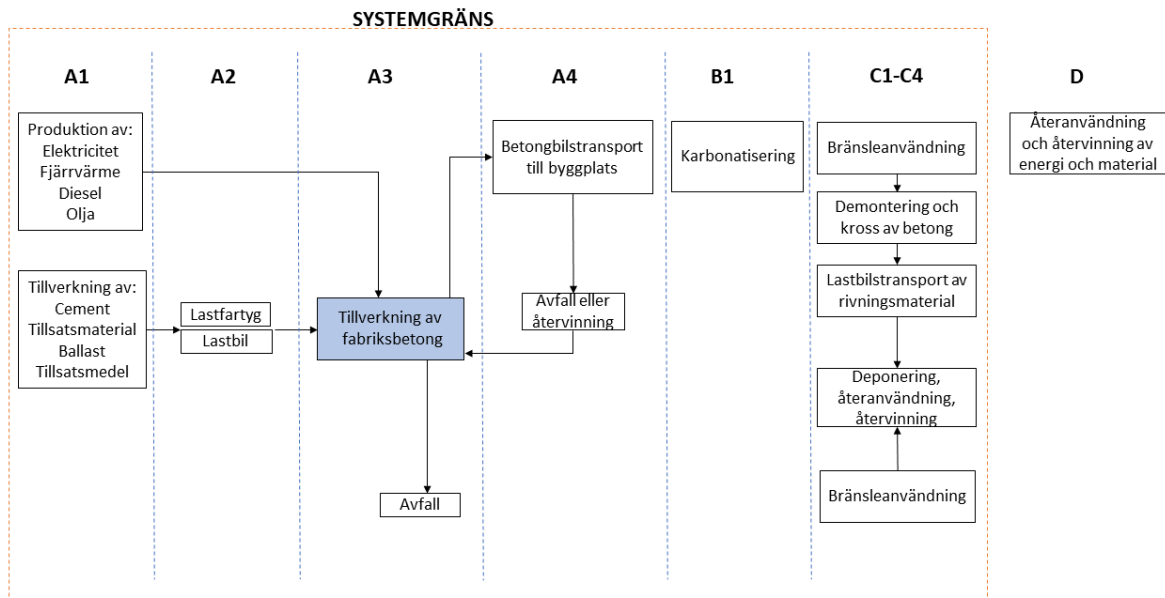 SYSTEMGRÄNS
A1
A2
A3
A4
B1
C1-C4
D
Produktion av:
Elektricitet
Fjärrvärme
Diesel
Olja
Tillverkning av:
Cement
Tillsatsmaterial
Ballast
Tillsatsmedel
Lastfartyg
Lastbil
Tillverkning av
fabriksbetong
Avfall
Betongbilstransport
till byggplats
Avfall eller
återvinning
Karbonatisering
Bränsleanvändning
Demontering och
kross av betong
Lastbilstransport av
rivningsmaterial
Deponering,
återanvändning,
återvinning
Bränsleanvändning
Återanvändning
och återvinning av
energi och material